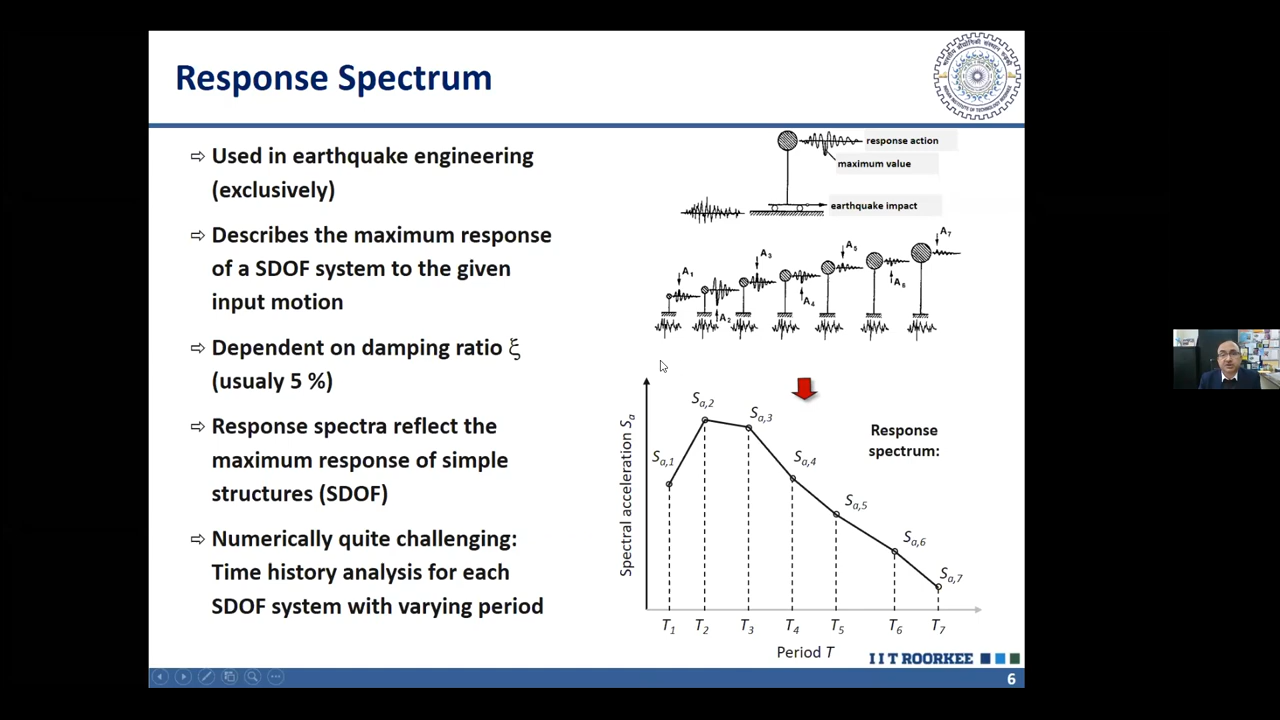 Response Spectrum
⇨ Used in earthquake engineering
(exclusively)
⇨ Describes the maximum response
of a SDOF system to the given
input motion
⇨ Dependent on damping ratio ξ
(usualy 5 %)
⇨ Response spectra reflect the
maximum response of simple
structures (SDOF)
⇨ Numerically quite challenging:
Time history analysis for each
SDOF system with varying period
response action
maximum value
earthquake impact
A1
A2
A3
A4
A5
A6
A7
Spectral acceleration Sa
Sa,1
Sa,2
Sa,3
Sa,4
Sa,5
Sa,6
Sa,7
Response
spectrum:
T1 T2 T3 T4 T5 T6 T7
Period T
I I T ROORKEE
6